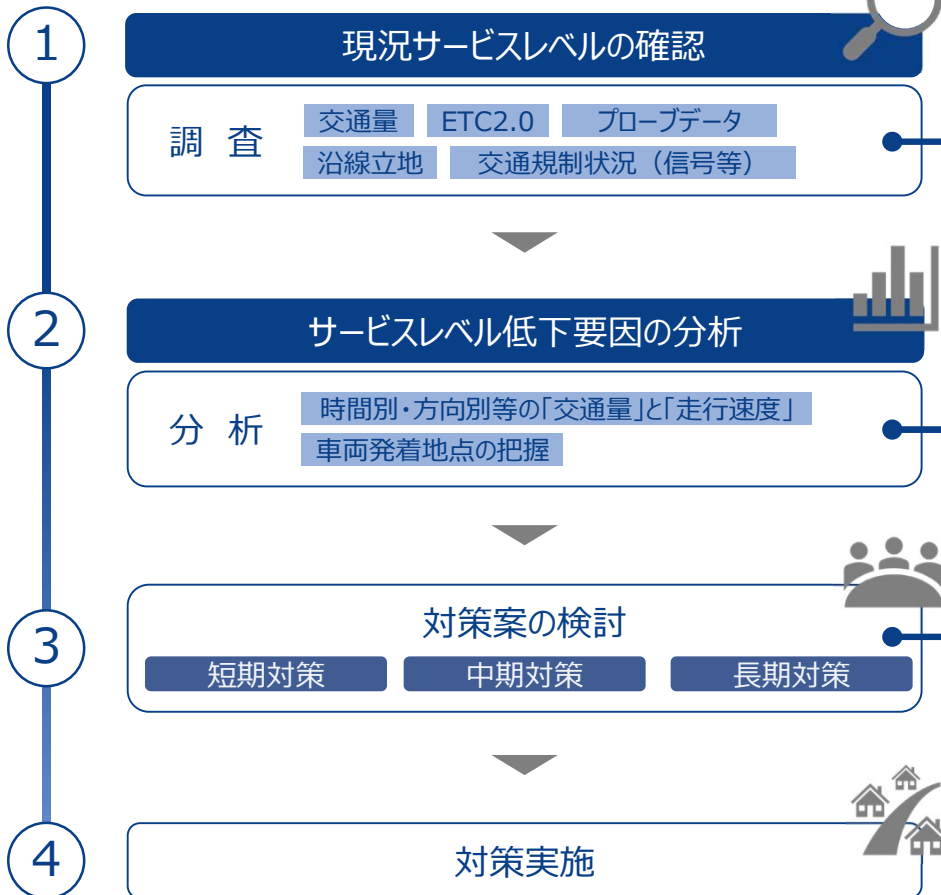 1
現況サービスレベルの確認
調 査
交通量 ETC2.0 プローブデータ
沿線立地 交通規制状況（信号等）
2
サービスレベル低下要因の分析
分 析
時間別・方向別等の「交通量」と「走行速度」
車両発着地点の把握
3
対策案の検討
短期対策 中期対策 長期対策
4
対策実施